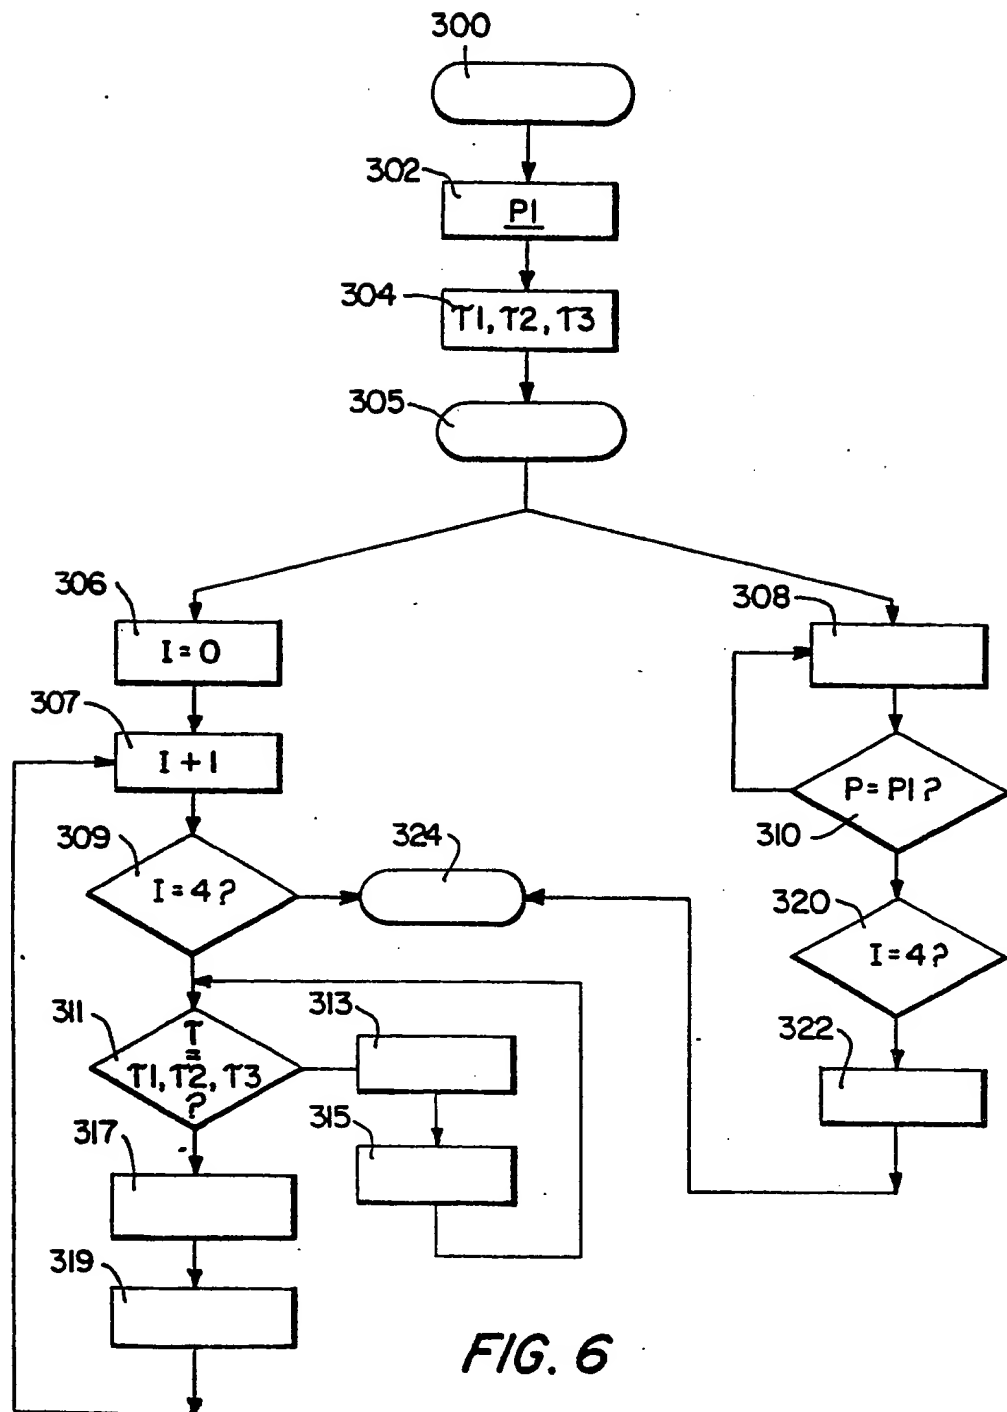 300
302
P1
304
T1, T2, T3
305
306
I = 0
308
307
I + 1
P = P1 ?
310
309
I = 4 ?
324
320
I = 4 ?
311
T
=
T1, T2, T3
?
313
322
315
317
319
FIG. 6